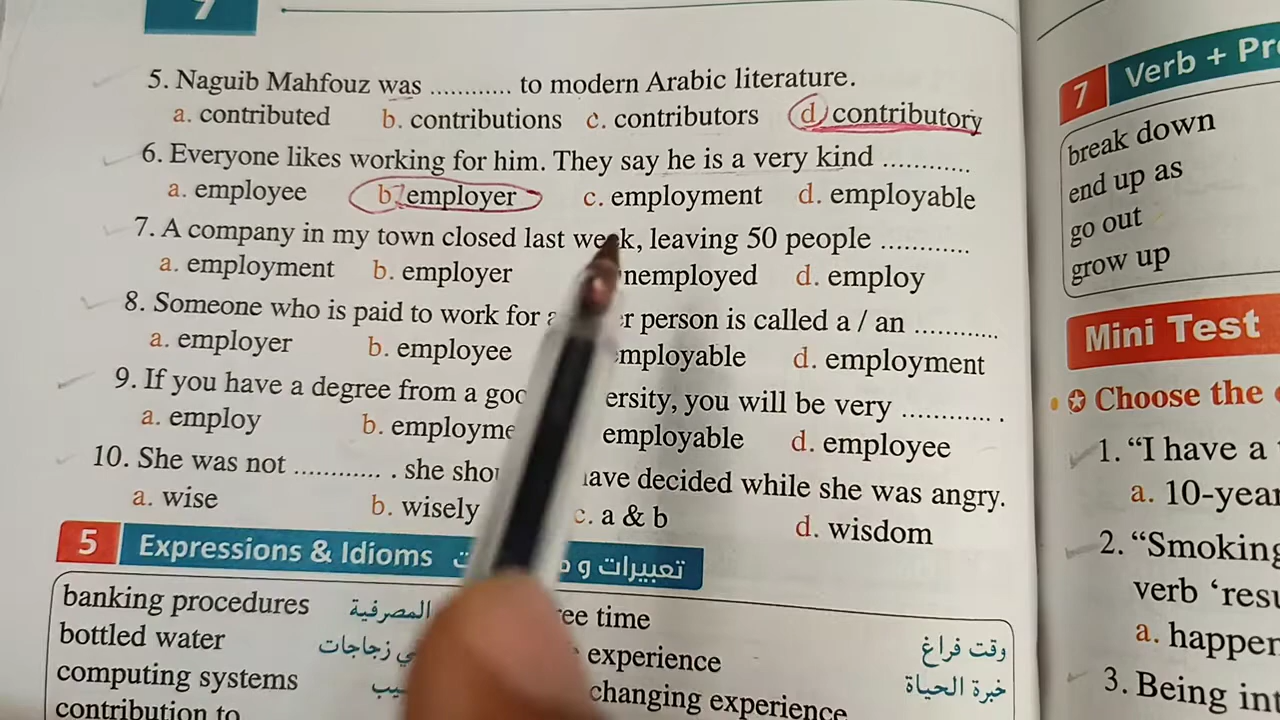 5. Naguib Mahfouz was ............ to modern Arabic literature.
a. contributed b. contributions c. contributors d. contributory
6. Everyone likes working for him. They say he is a very kind ............
a. employee b. employer c. employment d. employable
7. A company in my town closed last week, leaving 50 people ............
a. employment b. employer nemployed d. employ
8. Someone who is paid to work for person is called a / an ............
a. employer b. employee mployable d. employment
9. If you have a degree from a ersity, you will be very ............ .
a. employ b. employme employable d. employee
10. She was not ............ . she have decided while she was angry.
a. wise b. wisely c. a & b d. wisdom
5 Expressions & Idioms تعبيرات و
banking procedures المصرفية ee time وقت فراغ
bottled water زجاجات experience خبرة الحياة
computing systems changing experience
contribution to
7 Verb + Pr
break down
end up as
go out
grow up
Mini Test
Choose the
1. “I have a
a. 10-year
2. “Smoking
verb ‘resu
a. happen
3. Being int